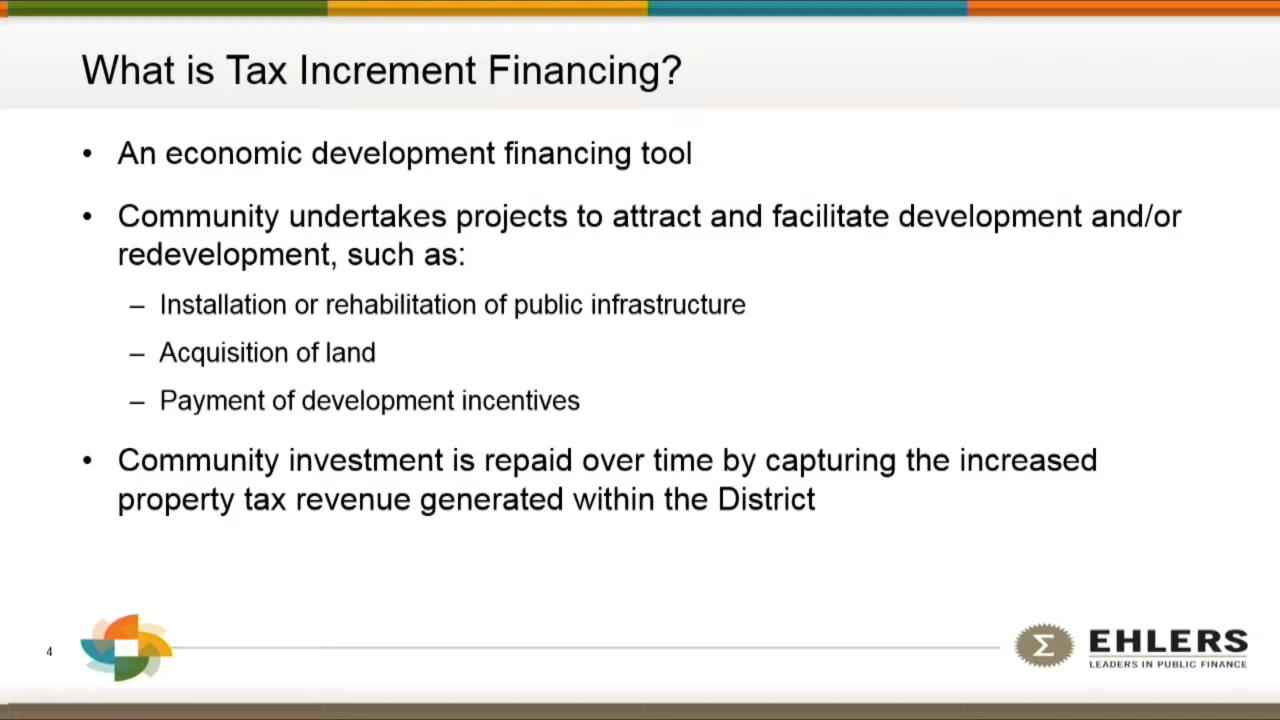 What is Tax Increment Financing?
• An economic development financing tool
• Community undertakes projects to attract and facilitate development and/or
redevelopment, such as:
– Installation or rehabilitation of public infrastructure
– Acquisition of land
– Payment of development incentives
• Community investment is repaid over time by capturing the increased
property tax revenue generated within the District
4
Σ
EHLERS
LEADERS IN PUBLIC FINANCE